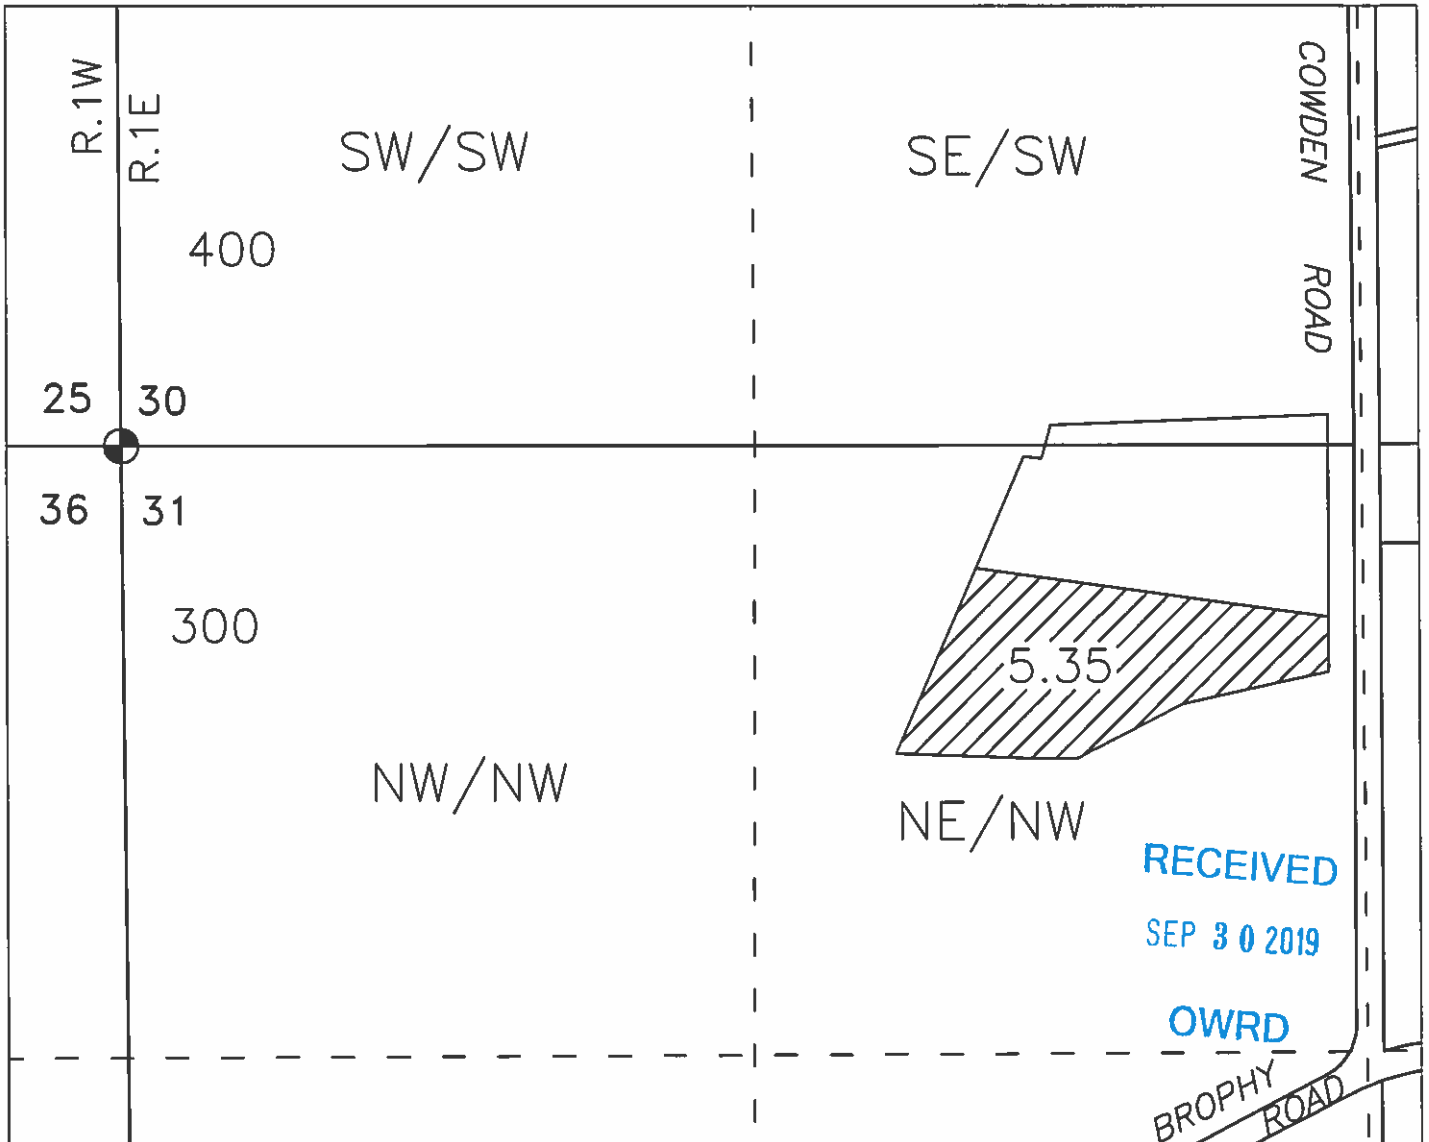 R.1W
R.1E
SW/SW
SE/SW
COWDEN ROAD
400
25
30
36
31
300
5.35
NW/NW
NE/NW
RECEIVED
SEP 30 2019
OWRD
BROPHY
ROAD